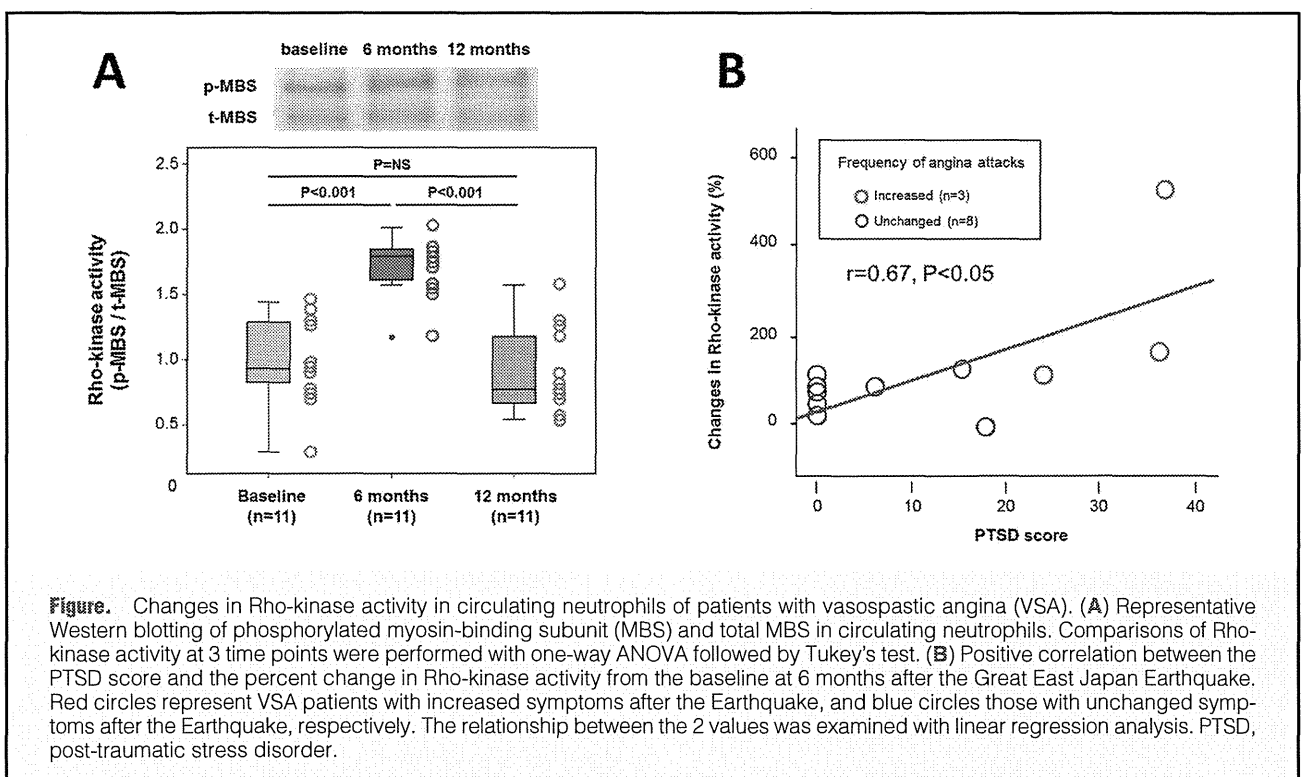 A
baseline 6 months 12 months
p-MBS
t-MBS
2.5
2.0
1.5
1.0
0.5
0
P=NS
P<0.001 P<0.001
Rho-kinase activity
(p-MBS / t-MBS)
Baseline 6 months 12 months
(n=11) (n=11) (n=11)
B
600
400
200
0
Changes in Rho-kinase activity (%)
Frequency of angina attacks
Increased (n=3)
Unchanged (n=8)
r=0.67, P<0.05
0 10 20 30 40
PTSD score
Figure. Changes in Rho-kinase activity in circulating neutrophils of patients with vasospastic angina (VSA). (A) Representative
Western blotting of phosphorylated myosin-binding subunit (MBS) and total MBS in circulating neutrophils. Comparisons of Rho-
kinase activity at 3 time points were performed with one-way ANOVA followed by Tukey's test. (B) Positive correlation between the
PTSD score and the percent change in Rho-kinase activity from the baseline at 6 months after the Great East Japan Earthquake.
Red circles represent VSA patients with increased symptoms after the Earthquake, and blue circles those with unchanged symp-
toms after the Earthquake, respectively. The relationship between the 2 values was examined with linear regression analysis. PTSD,
post-traumatic stress disorder.